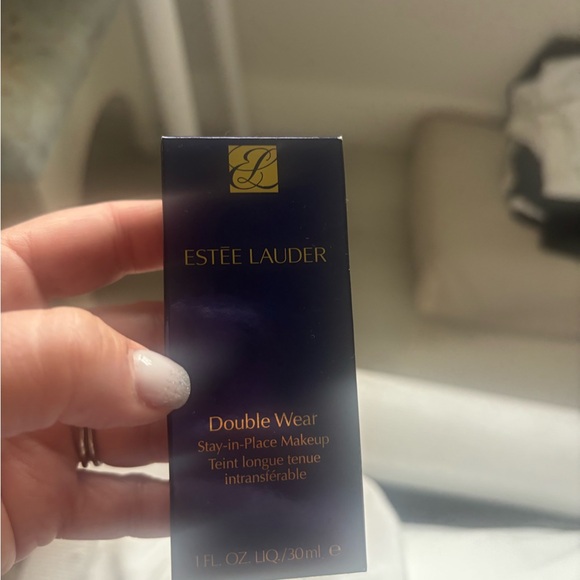 EL
ESTĒE LAUDER
Double Wear
Stay-in-Place Makeup
Teint longue tenue
intransférable
1 FL. OZ. LIQ./30 ml ℮